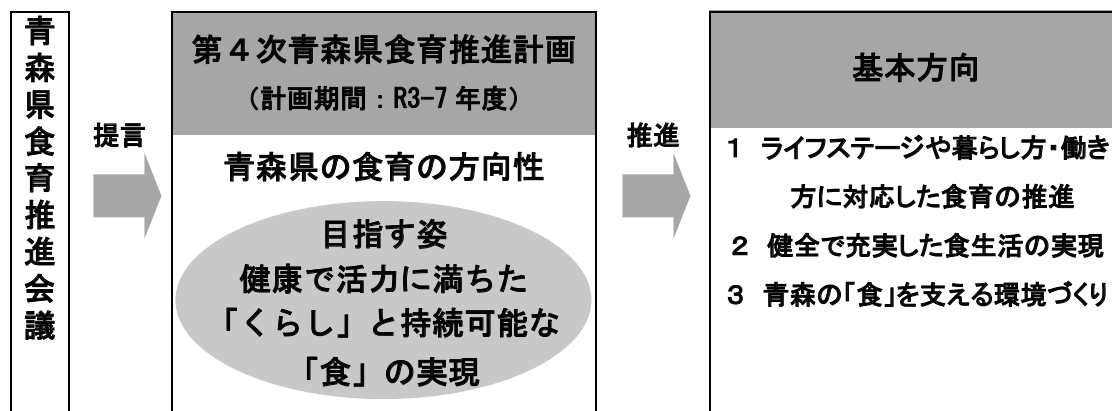 青森県食育推進会議
提言
第４次青森県食育推進計画
（計画期間：R3-7 年度）
青森県の食育の方向性
目指す姿
健康で活力に満ちた
「くらし」と持続可能な
「食」の実現
推進
基本方向
１ ライフステージや暮らし方・働き
方に対応した食育の推進
２ 健全で充実した食生活の実現
３ 青森の「食」を支える環境づくり